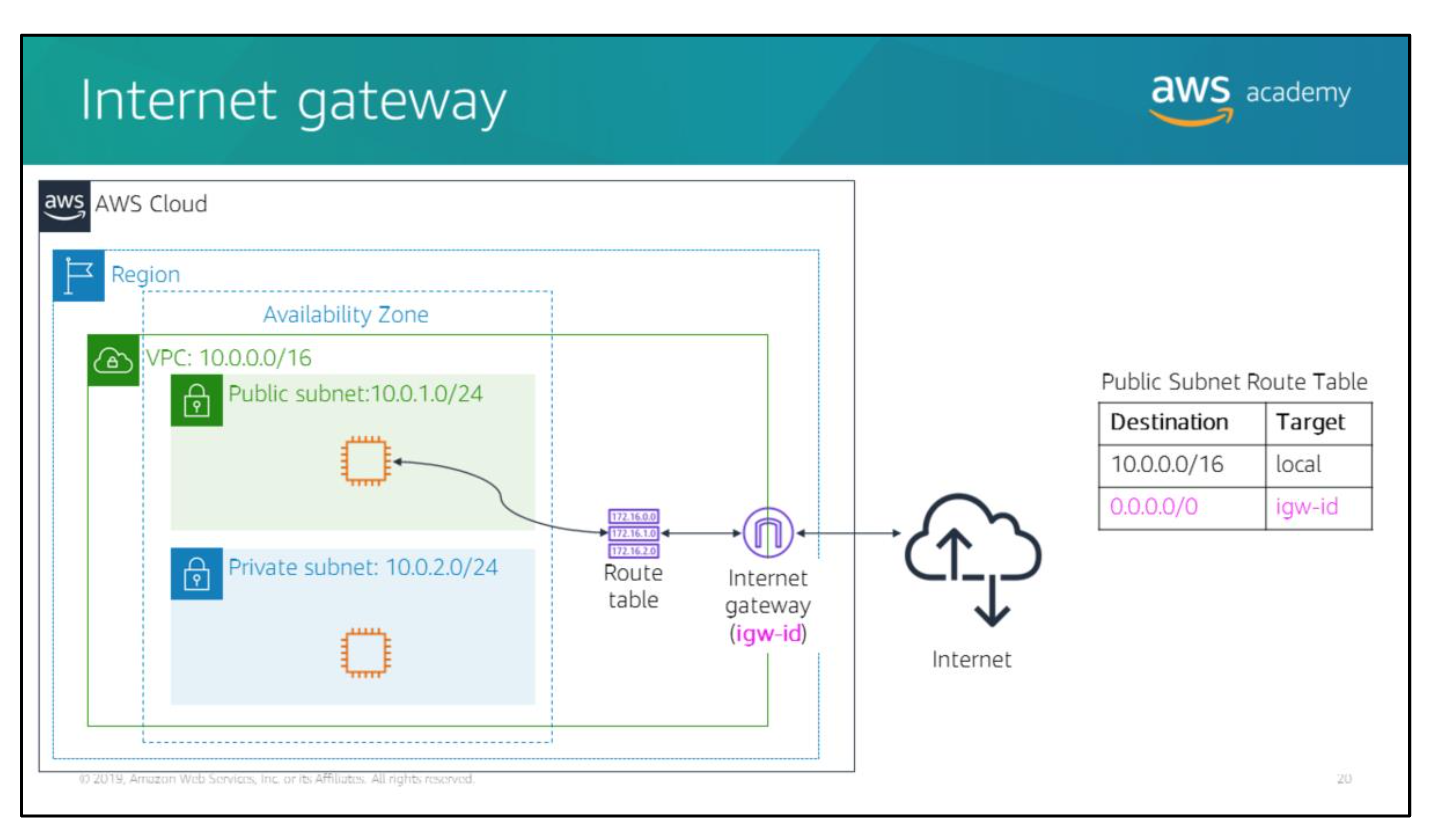 Internet gateway
aws academy
aws AWS Cloud
Region
Availability Zone
VPC: 10.0.0.0/16
Public subnet:10.0.1.0/24
Private subnet: 10.0.2.0/24
172.16.0.0
172.16.1.0
172.16.2.0
Route
table
Internet
gateway
(igw-id)
Internet
Public Subnet Route Table
Destination Target
10.0.0.0/16 local
0.0.0.0/0 igw-id
© 2019, Amazon Web Services, Inc. or its Affiliates. All rights reserved.
20